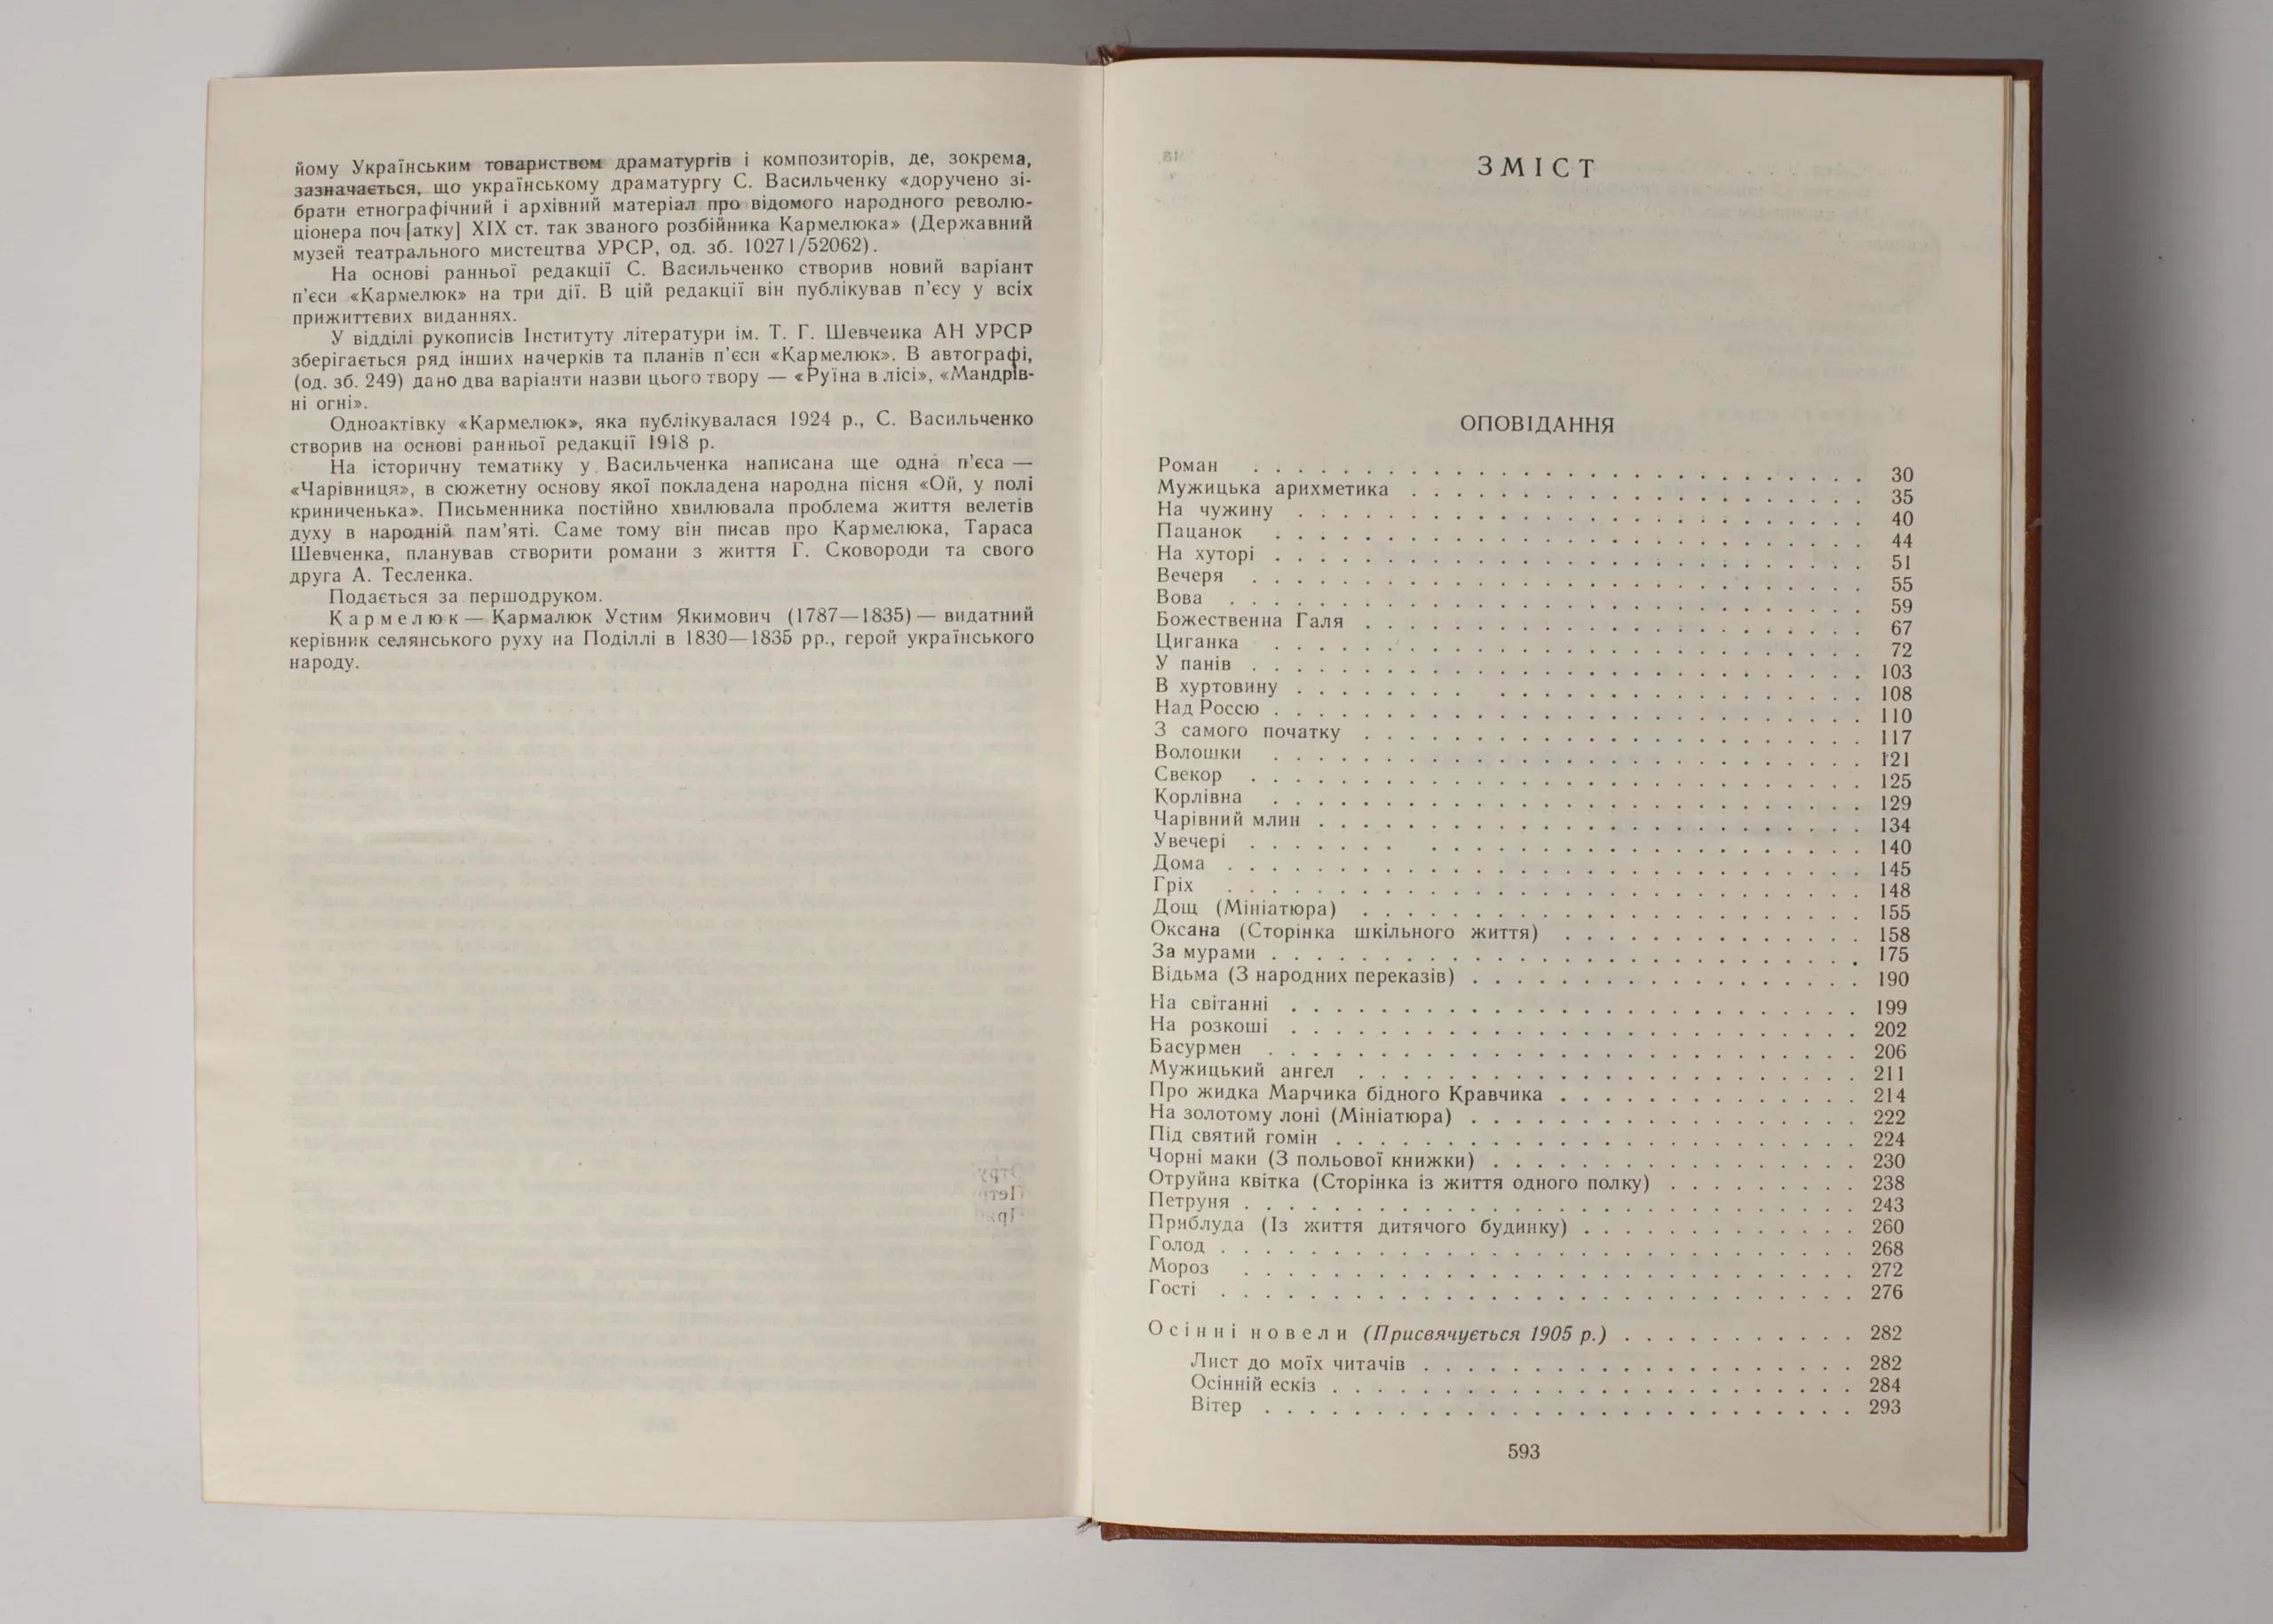 йому Українським товариством драматургів і композиторів, де, зокрема,
зазначається, що українському драматургу С. Васильченку «доручено зі-
брати етнографічний і архівний матеріал про відомого народного револю-
ціонера поч[атку] XIX ст. так званого розбійника Кармелюка» (Державний
музей театрального мистецтва УРСР, од. зб. 10271/52062).
На основі ранньої редакції С. Васильченко створив новий варіант
п'єси «Кармелюк» на три дії. В цій редакції він публікував п'єсу у всіх
прижиттєвих виданнях.
У відділі рукописів Інституту літератури ім. Т. Г. Шевченка АН УРСР
зберігається ряд інших начерків та планів п'єси «Кармелюк». В автографі,
(од. зб. 249) дано два варіанти назви цього твору — «Руїна в лісі», «Мандрів-
ні огні».
Одноактівку «Кармелюк», яка публікувалася 1924 р., С. Васильченко
створив на основі ранньої редакції 1918 р.
На історичну тематику у Васильченка написана ще одна п'єса —
«Чарівниця», в сюжетну основу якої покладена народна пісня «Ой, у полі
криниченька». Письменника постійно хвилювала проблема життя велетів
духу в народній пам'яті. Саме тому він писав про Кармелюка, Тараса
Шевченка, планував створити романи з життя Г. Сковороди та свого
друга А. Тесленка.
Подається за першодруком.
Кармелюк — Кармалюк Устим Якимович (1787—1835) — видатний
керівник селянського руху на Поділлі в 1830—1835 рр., герой українського
народу.
ЗМІСТ
ОПОВІДАННЯ
Роман . . . . . . . . . . 30
Мужицька арихметика . . . . . . . . . . 35
На чужину . . . . . . . . . . 40
Пацанок . . . . . . . . . . 44
На хуторі . . . . . . . . . . 51
Вечеря . . . . . . . . . . 55
Вова . . . . . . . . . . 59
Божественна Галя . . . . . . . . . . 67
Циганка . . . . . . . . . . 72
У панів . . . . . . . . . . 103
В хуртовину . . . . . . . . . . 108
Над Россю . . . . . . . . . . 110
З самого початку . . . . . . . . . . 117
Волошки . . . . . . . . . . 121
Свекор . . . . . . . . . . 125
Корлівна . . . . . . . . . . 129
Чарівний млин . . . . . . . . . . 134
Увечері . . . . . . . . . . 140
Дома . . . . . . . . . . 145
Гріх . . . . . . . . . . 148
Дощ (Мініатюра) . . . . . . . . . . 155
Оксана (Сторінка шкільного життя) . . . . . . . . . . 158
За мурами . . . . . . . . . . 175
Відьма (З народних переказів) . . . . . . . . . . 190
На світанні . . . . . . . . . . 199
На розкоші . . . . . . . . . . 202
Басурмен . . . . . . . . . . 206
Мужицький ангел . . . . . . . . . . 211
Про жидка Марчика бідного Кравчика . . . . . . . . . . 214
На золотому лоні (Мініатюра) . . . . . . . . . . 222
Під святий гомін . . . . . . . . . . 224
Чорні маки (З польової книжки) . . . . . . . . . . 230
Отруйна квітка (Сторінка із життя одного полку) . . . . . . . . . 238
Петруня . . . . . . . . . . 243
Приблуда (Із життя дитячого будинку) . . . . . . . . . . 260
Голод . . . . . . . . . . 268
Мороз . . . . . . . . . . 272
Гості . . . . . . . . . . 276
Осінні новели (Присвячується 1905 р.) . . . . . . . . . . 282
Лист до моїх читачів . . . . . . . . . . 282
Осінній ескіз . . . . . . . . . . 284
Вітер . . . . . . . . . . 293
593